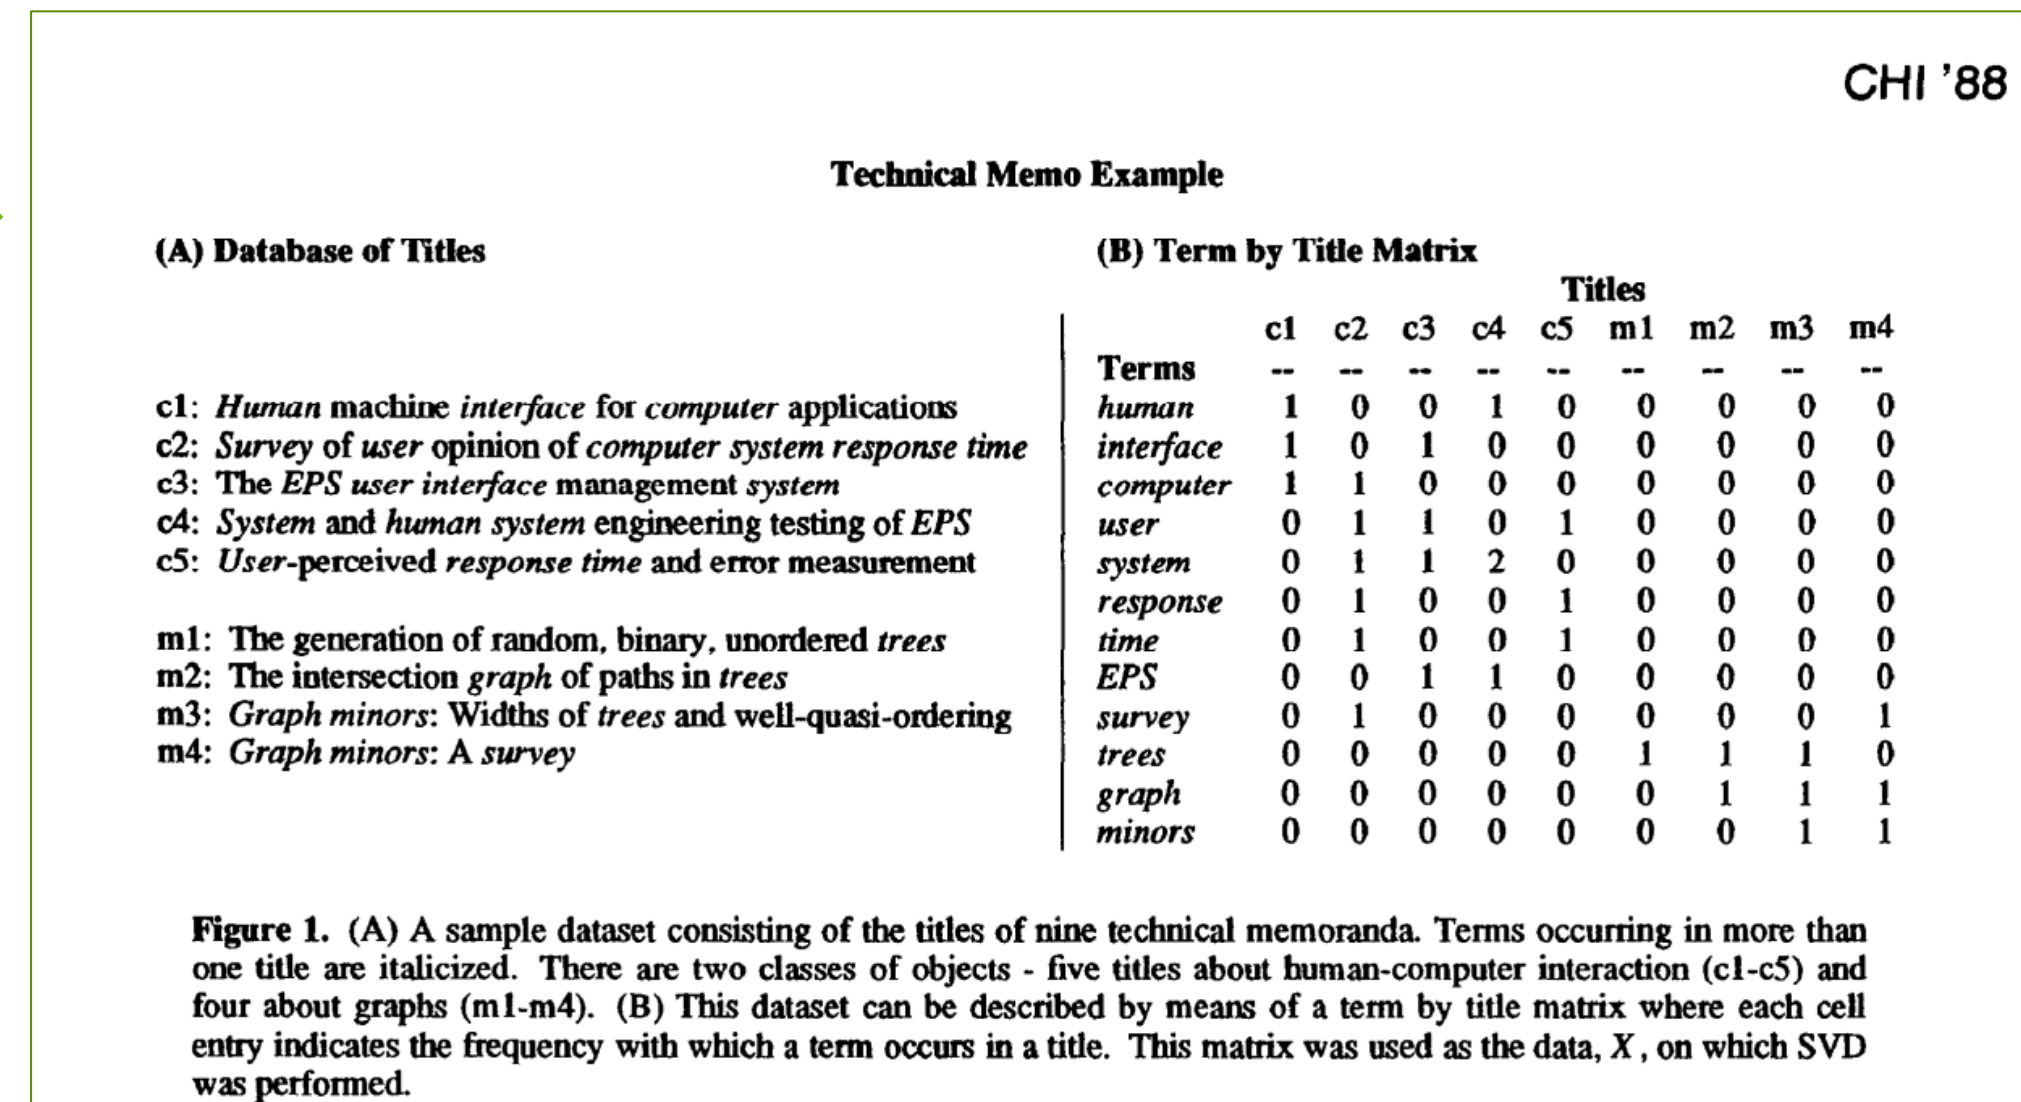 CHI '88
Technical Memo Example
(A) Database of Titles
c1: Human machine interface for computer applications
c2: Survey of user opinion of computer system response time
c3: The EPS user interface management system
c4: System and human system engineering testing of EPS
c5: User-perceived response time and error measurement
m1: The generation of random, binary, unordered trees
m2: The intersection graph of paths in trees
m3: Graph minors: Widths of trees and well-quasi-ordering
m4: Graph minors: A survey
(B) Term by Title Matrix
Titles
c1 c2 c3 c4 c5 m1 m2 m3 m4
Terms -- -- -- -- -- -- -- -- --
human 1 0 0 1 0 0 0 0 0
interface 1 0 1 0 0 0 0 0 0
computer 1 1 0 0 0 0 0 0 0
user 0 1 1 0 1 0 0 0 0
system 0 1 1 2 0 0 0 0 0
response 0 1 0 0 1 0 0 0 0
time 0 1 0 0 1 0 0 0 0
EPS 0 0 1 1 0 0 0 0 0
survey 0 1 0 0 0 0 0 0 1
trees 0 0 0 0 0 1 1 1 0
graph 0 0 0 0 0 0 1 1 1
minors 0 0 0 0 0 0 0 1 1
Figure 1. (A) A sample dataset consisting of the titles of nine technical memoranda. Terms occurring in more than
one title are italicized. There are two classes of objects - five titles about human-computer interaction (c1-c5) and
four about graphs (m1-m4). (B) This dataset can be described by means of a term by title matrix where each cell
entry indicates the frequency with which a term occurs in a title. This matrix was used as the data, X, on which SVD
was performed.